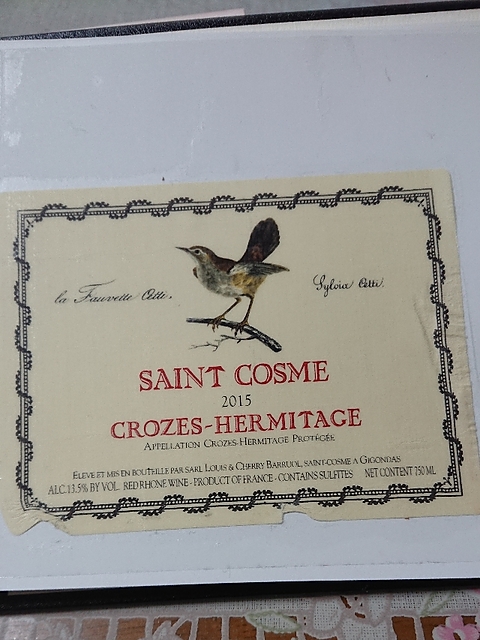 la Fauvette Cetti. Sylvia Cetti.
SAINT COSME
2015
CROZES-HERMITAGE
APPELLATION CROZES-HERMITAGE PROTÉGÉE
ELEVE ET MIS EN BOUTEILLE PAR SARL LOUIS & CHERRY BARRUOL, SAINT-COSME A GIGONDAS
ALC.13.5% BY VOL. RED RHONE WINE - PRODUCT OF FRANCE - CONTAINS SULFITES NET CONTENT 750 ML